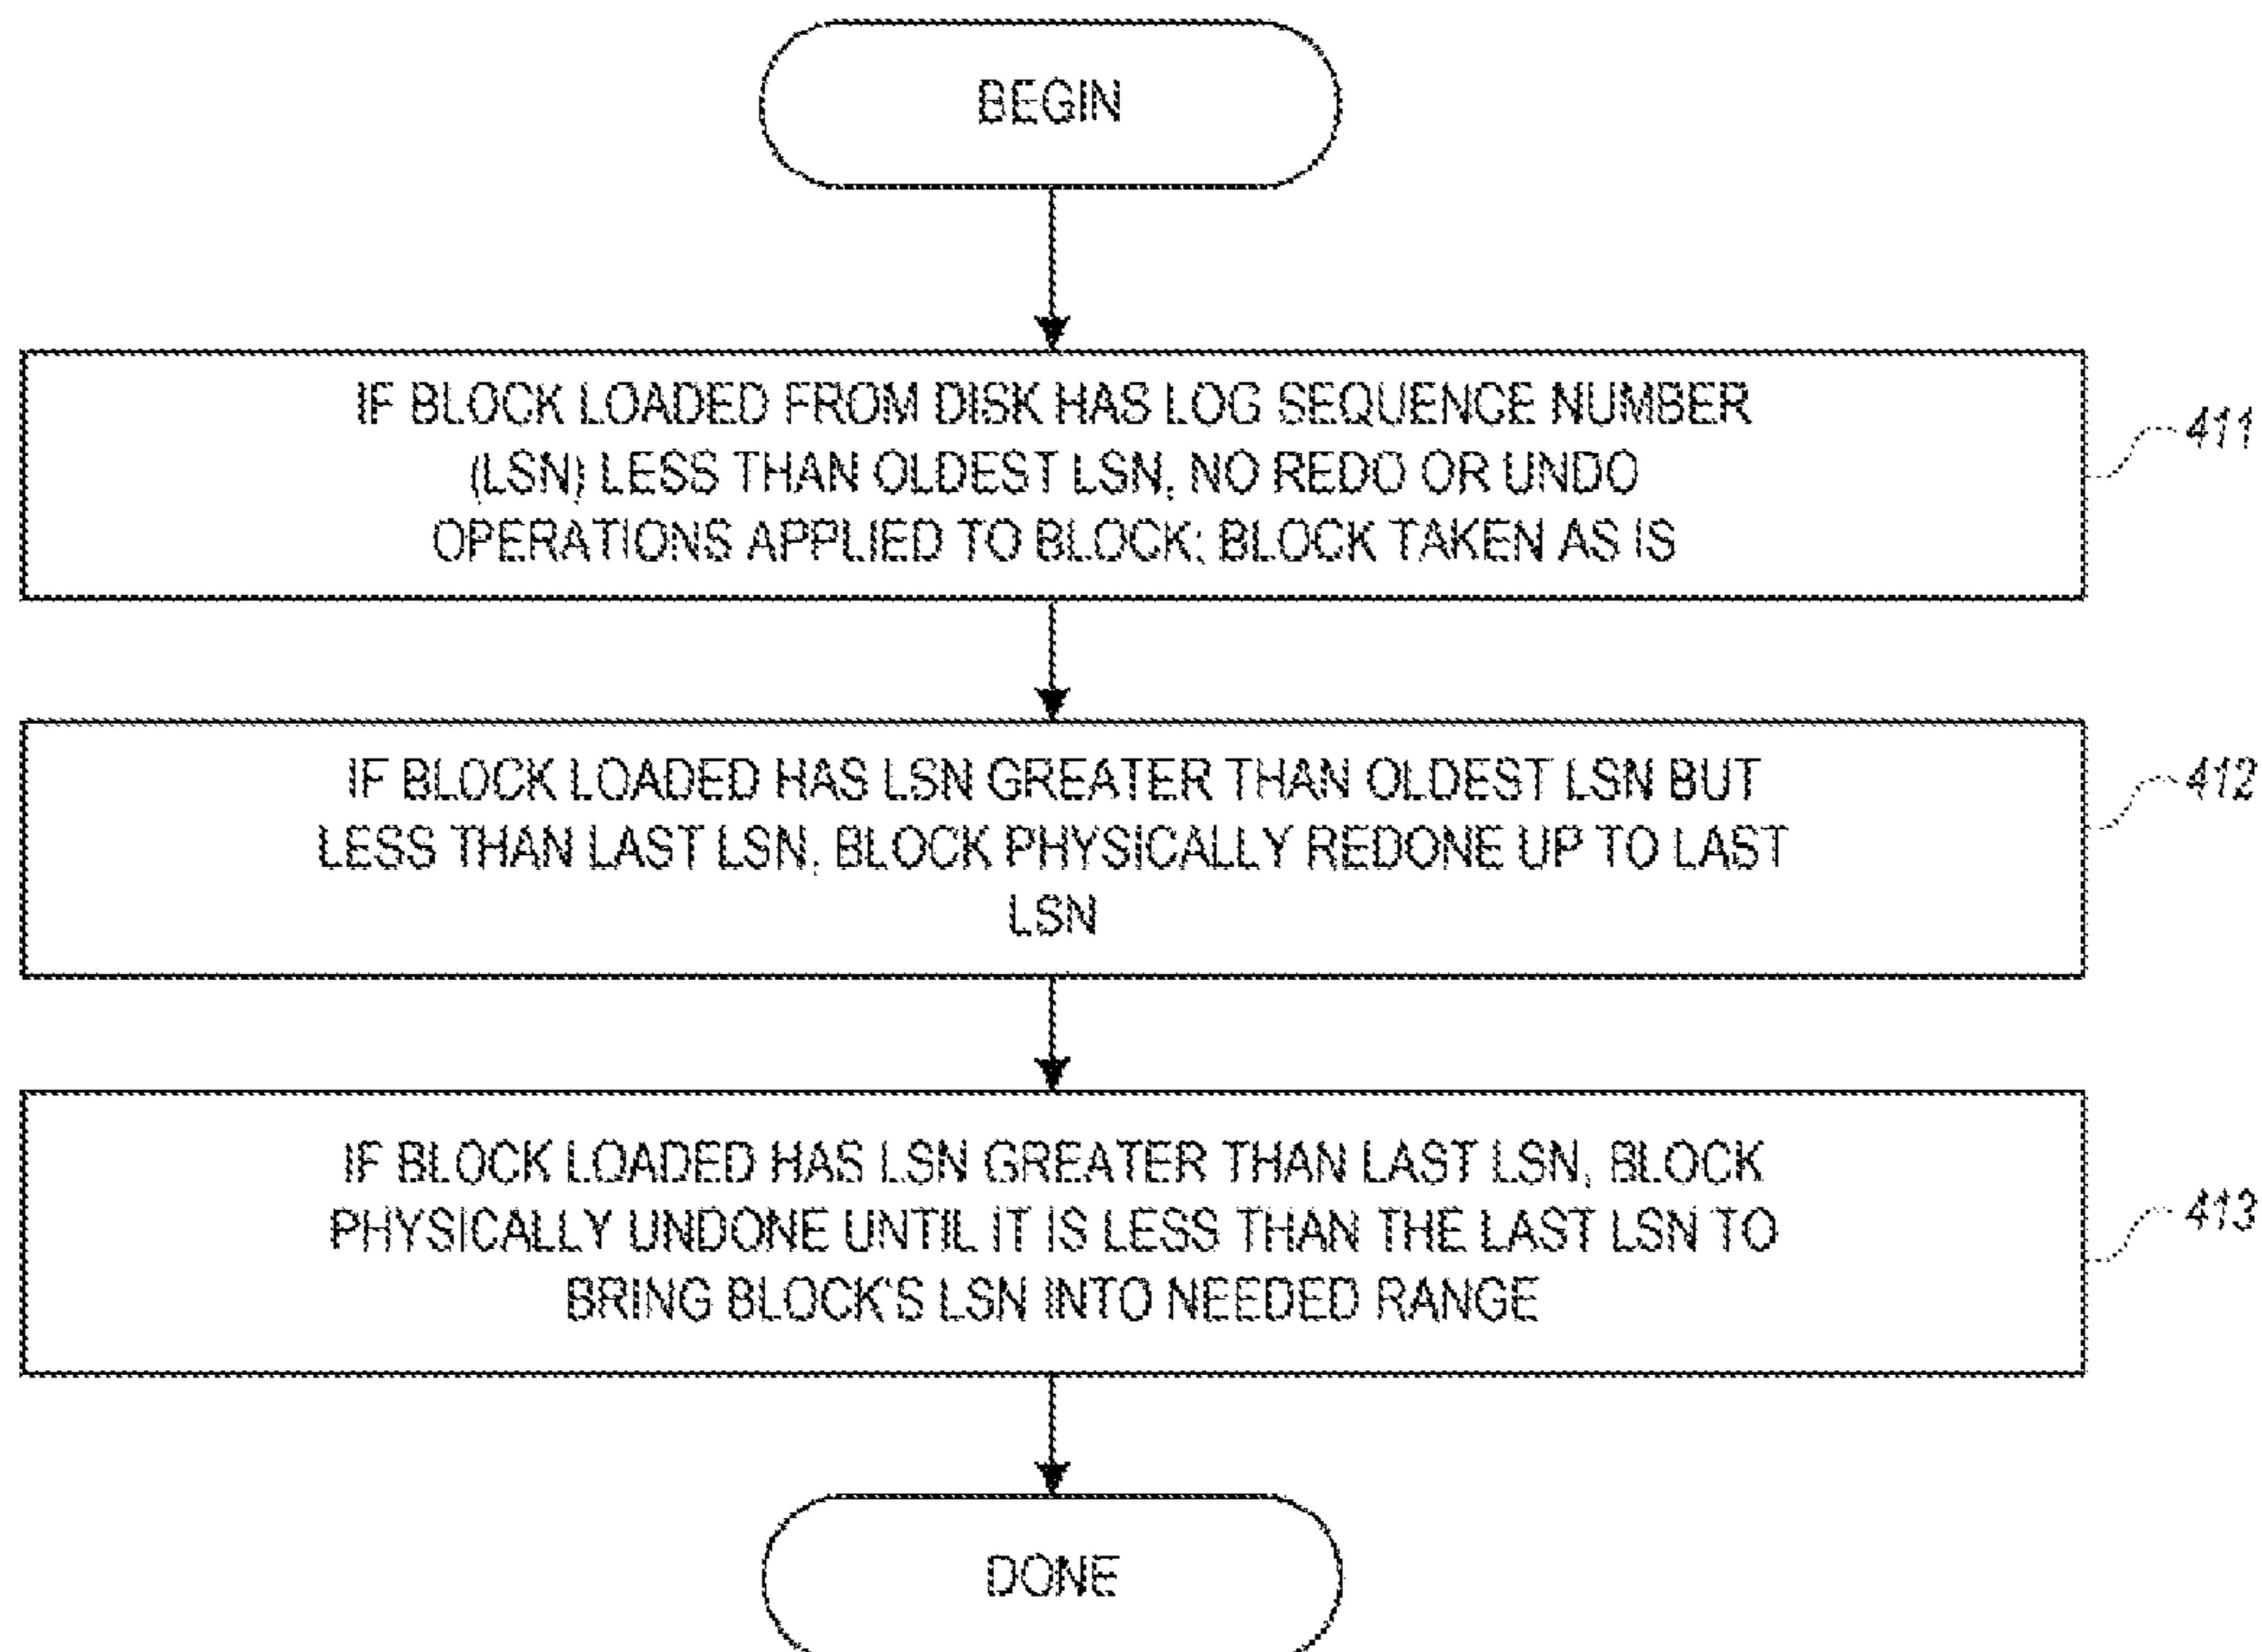 BEGIN
IF BLOCK LOADED FROM DISK HAS LOG SEQUENCE NUMBER
(LSN) LESS THAN OLDEST LSN, NO REDO OR UNDO
OPERATIONS APPLIED TO BLOCK; BLOCK TAKEN AS IS
411
IF BLOCK LOADED HAS LSN GREATER THAN OLDEST LSN BUT
LESS THAN LAST LSN, BLOCK PHYSICALLY REDONE UP TO LAST
LSN
412
IF BLOCK LOADED HAS LSN GREATER THAN LAST LSN, BLOCK
PHYSICALLY UNDONE UNTIL IT IS LESS THAN THE LAST LSN TO
BRING BLOCK'S LSN INTO NEEDED RANGE
413
DONE